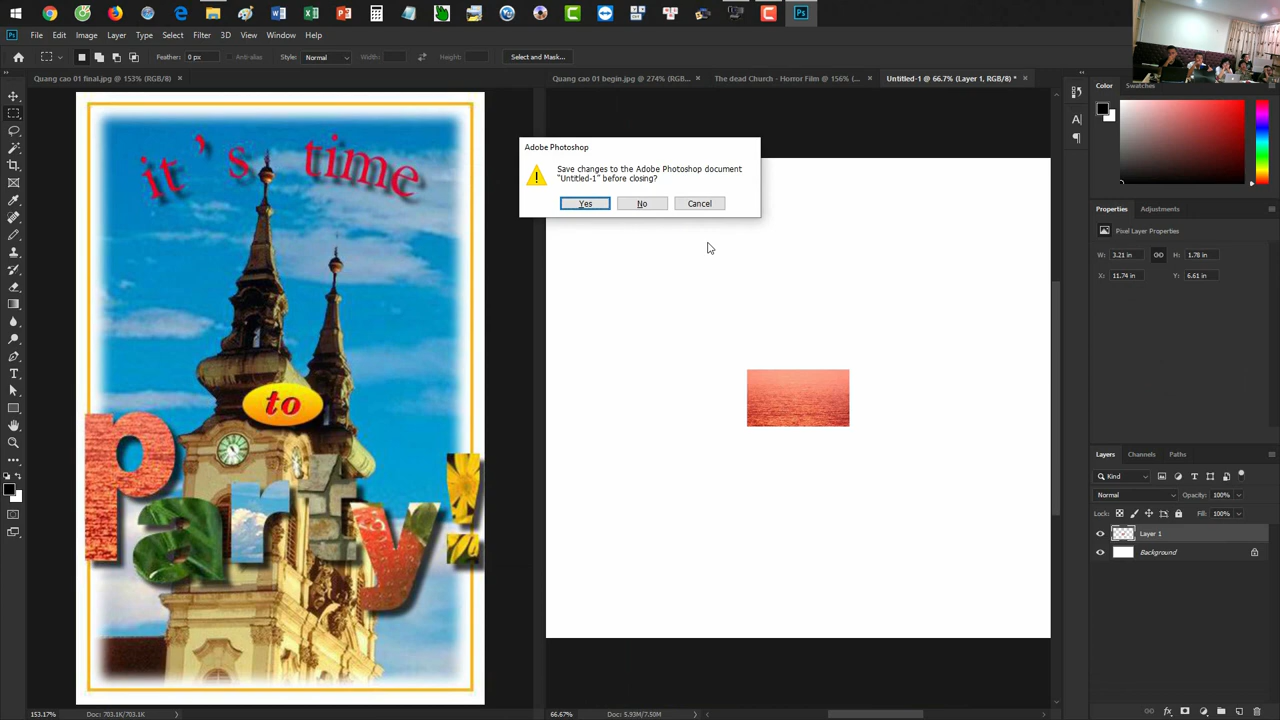 File Edit Image Layer Type Select Filter 3D View Window Help
Feather: 0 px Anti-alias Style: Normal Width: Height: Select and Mask...
Quang cao 01 final.jpg @ 153% (RGB/8) ×
Quang cao 01 begin.jpg @ 274% (RGB... ×
The dead Church - Horror Film @ 156% (... ×
Untitled-1 @ 66.7% (Layer 1, RGB/8) * ×
it's time
to
Party!
Adobe Photoshop
Save changes to the Adobe Photoshop document
"Untitled-1" before closing?
Yes No Cancel
Color Swatches
Properties Adjustments
Pixel Layer Properties
W: 3.21 in H: 1.78 in
X: 11.74 in Y: 6.61 in
Layers Channels Paths
Kind
Normal Opacity: 100%
Lock: Fill: 100%
Layer 1
Background
153.17% Doc: 703.1K/703.1K
66.67% Doc: 5.93M/7.50M